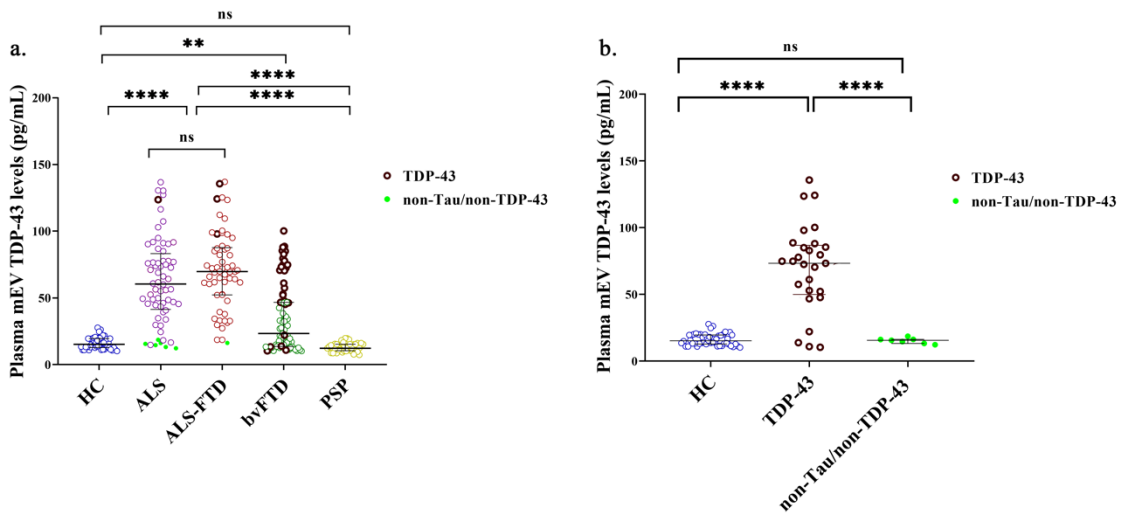 ns
a.
**
****
****
****
ns
Plasma mEV TDP-43 levels (pg/mL)
200
150
100
50
0
HC
ALS
ALS-FTD
bvFTD
PSP
TDP-43
non-Tau/non-TDP-43
b.
ns
****
****
Plasma mEV TDP-43 levels (pg/mL)
200
150
100
50
0
HC
TDP-43
non-Tau/non-TDP-43
TDP-43
non-Tau/non-TDP-43